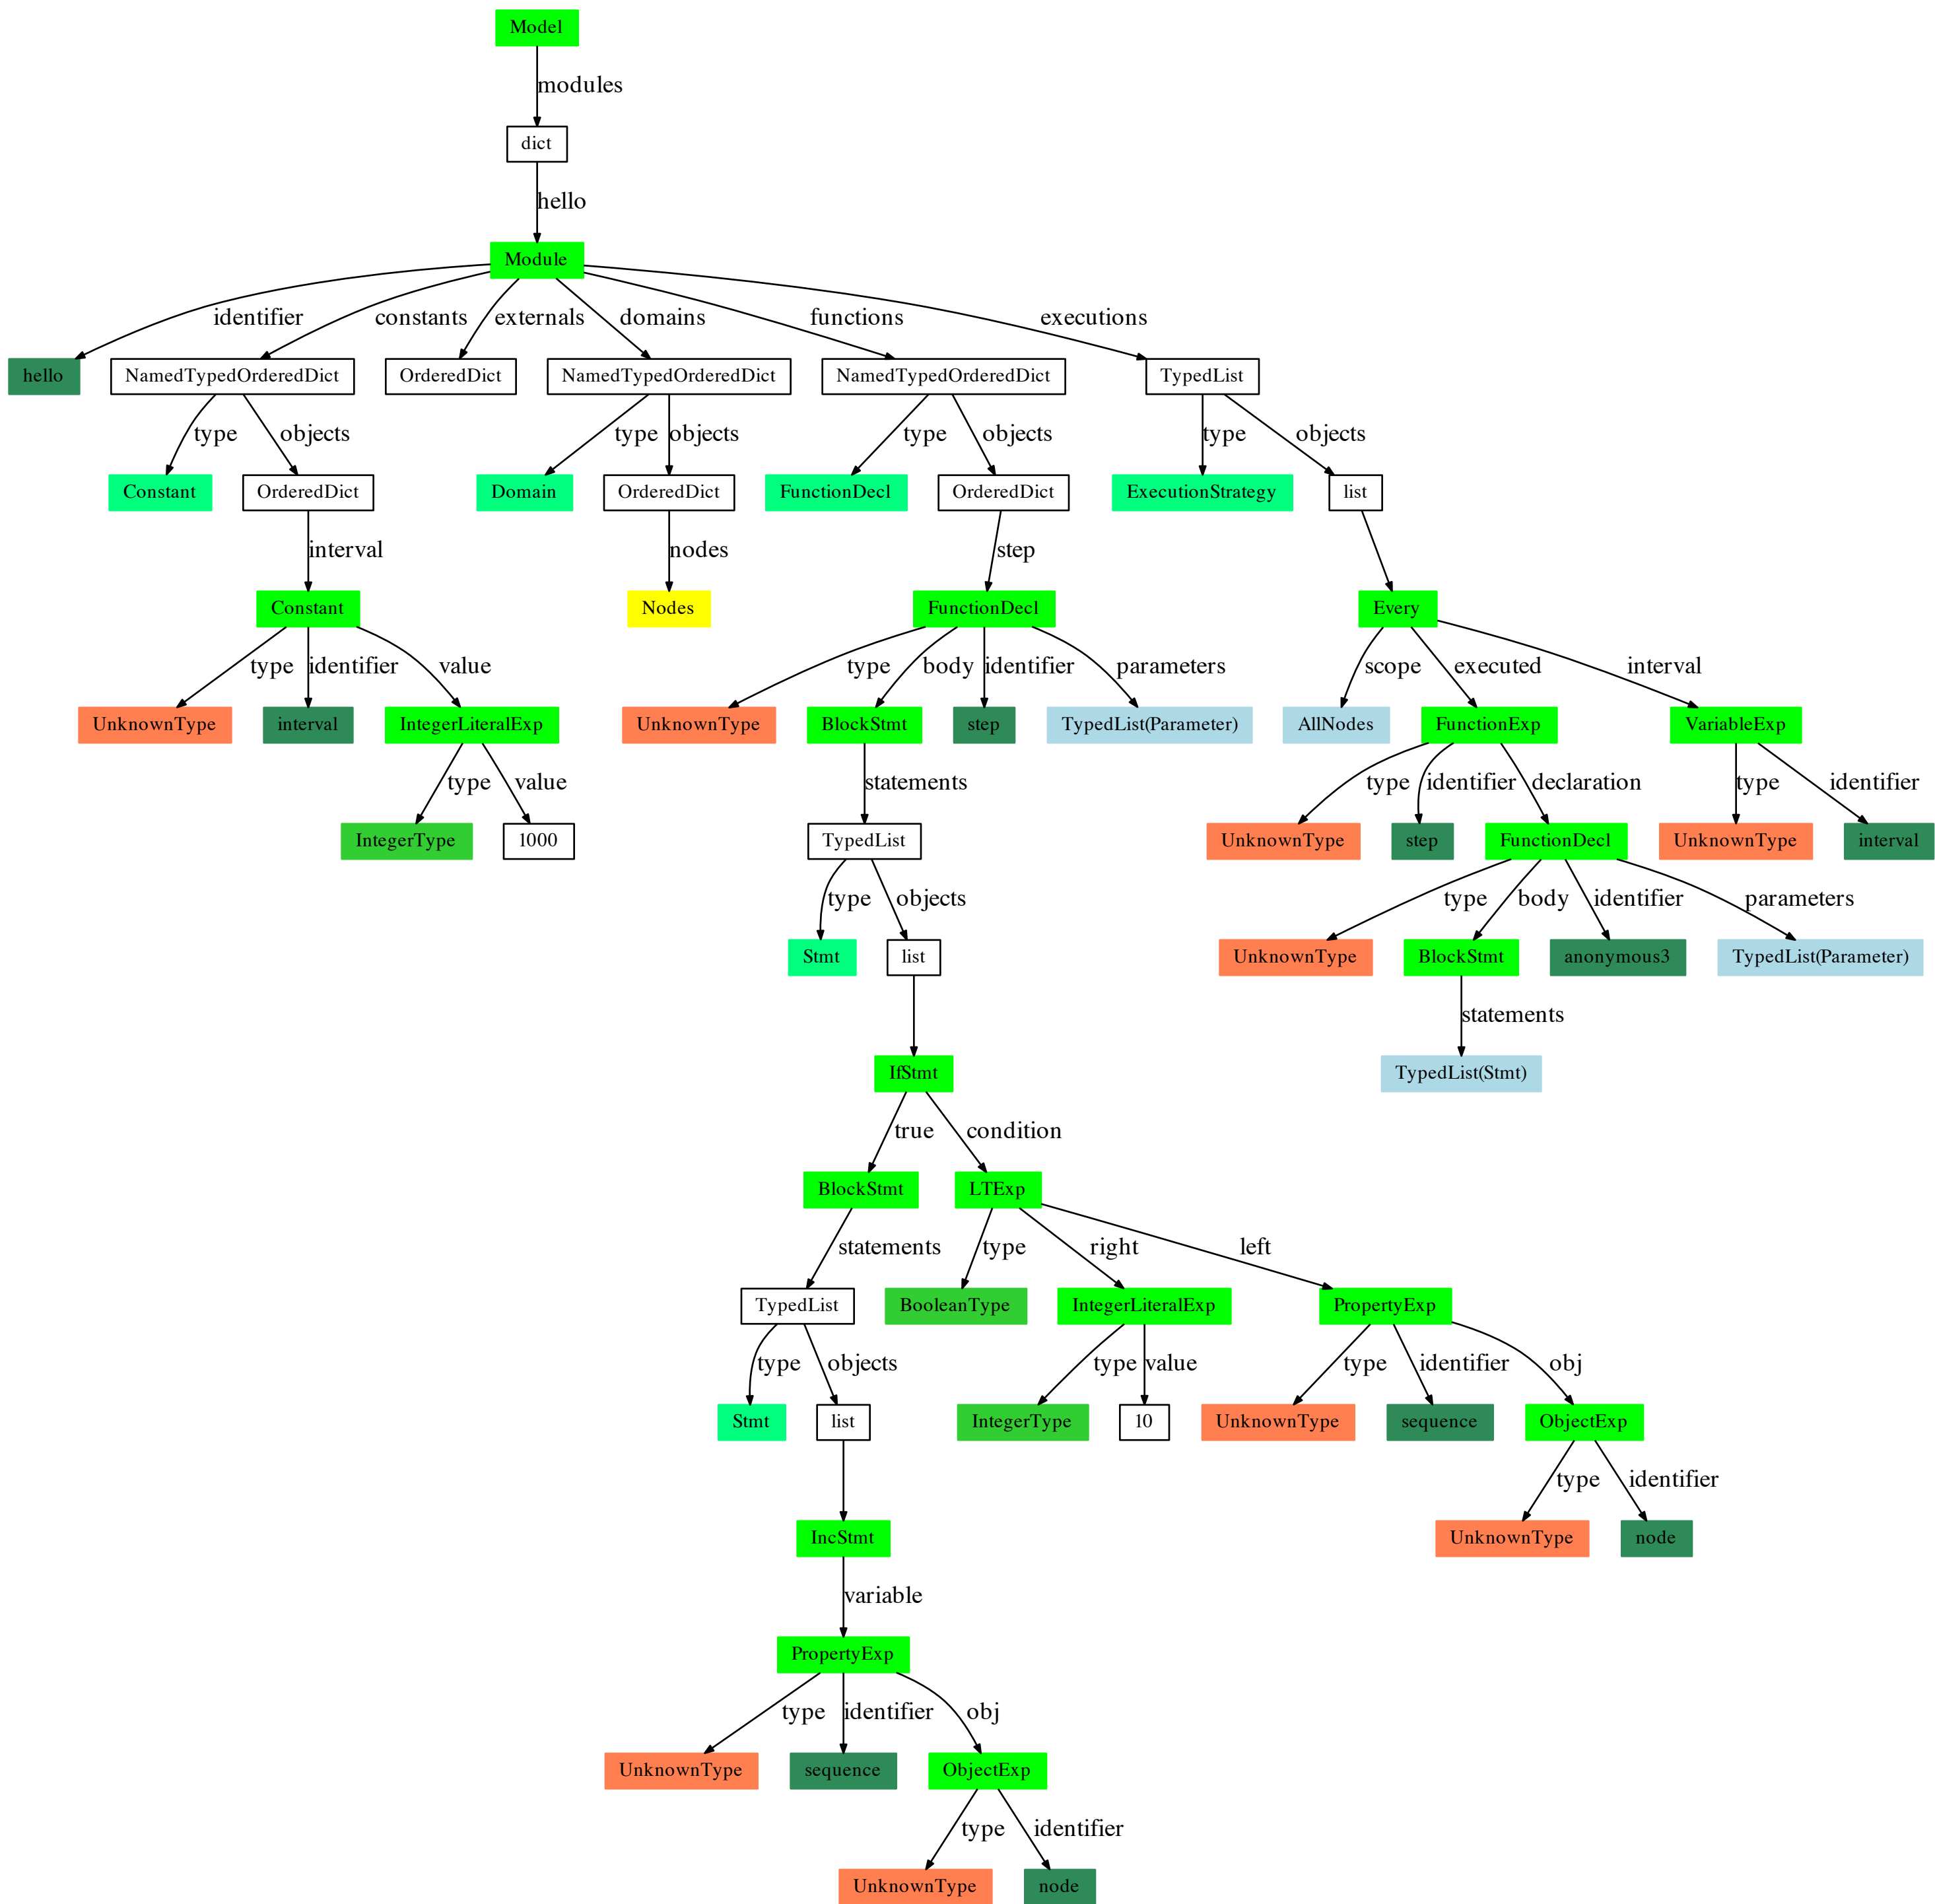 Model
modules
dict
hello
Module
identifier constants externals domains functions executions
hello NamedTypedOrderedDict OrderedDict NamedTypedOrderedDict NamedTypedOrderedDict TypedList
type objects type objects type objects type objects
Constant OrderedDict Domain OrderedDict FunctionDecl OrderedDict ExecutionStrategy list
interval nodes step
Constant Nodes FunctionDecl Every
type identifier value type body identifier parameters scope executed interval
UnknownType interval IntegerLiteralExp UnknownType BlockStmt step TypedList(Parameter) AllNodes FunctionExp VariableExp
type value statements type identifier declaration type identifier
IntegerType 1000 TypedList UnknownType step FunctionDecl UnknownType interval
type objects type body identifier parameters
Stmt list UnknownType BlockStmt anonymous3 TypedList(Parameter)
statements
IfStmt TypedList(Stmt)
true condition
BlockStmt LTExp
statements type right left
TypedList BooleanType IntegerLiteralExp PropertyExp
type objects type value type identifier obj
Stmt list IntegerType 10 UnknownType sequence ObjectExp
type identifier
IncStmt UnknownType node
variable
PropertyExp
type identifier obj
UnknownType sequence ObjectExp
type identifier
UnknownType node